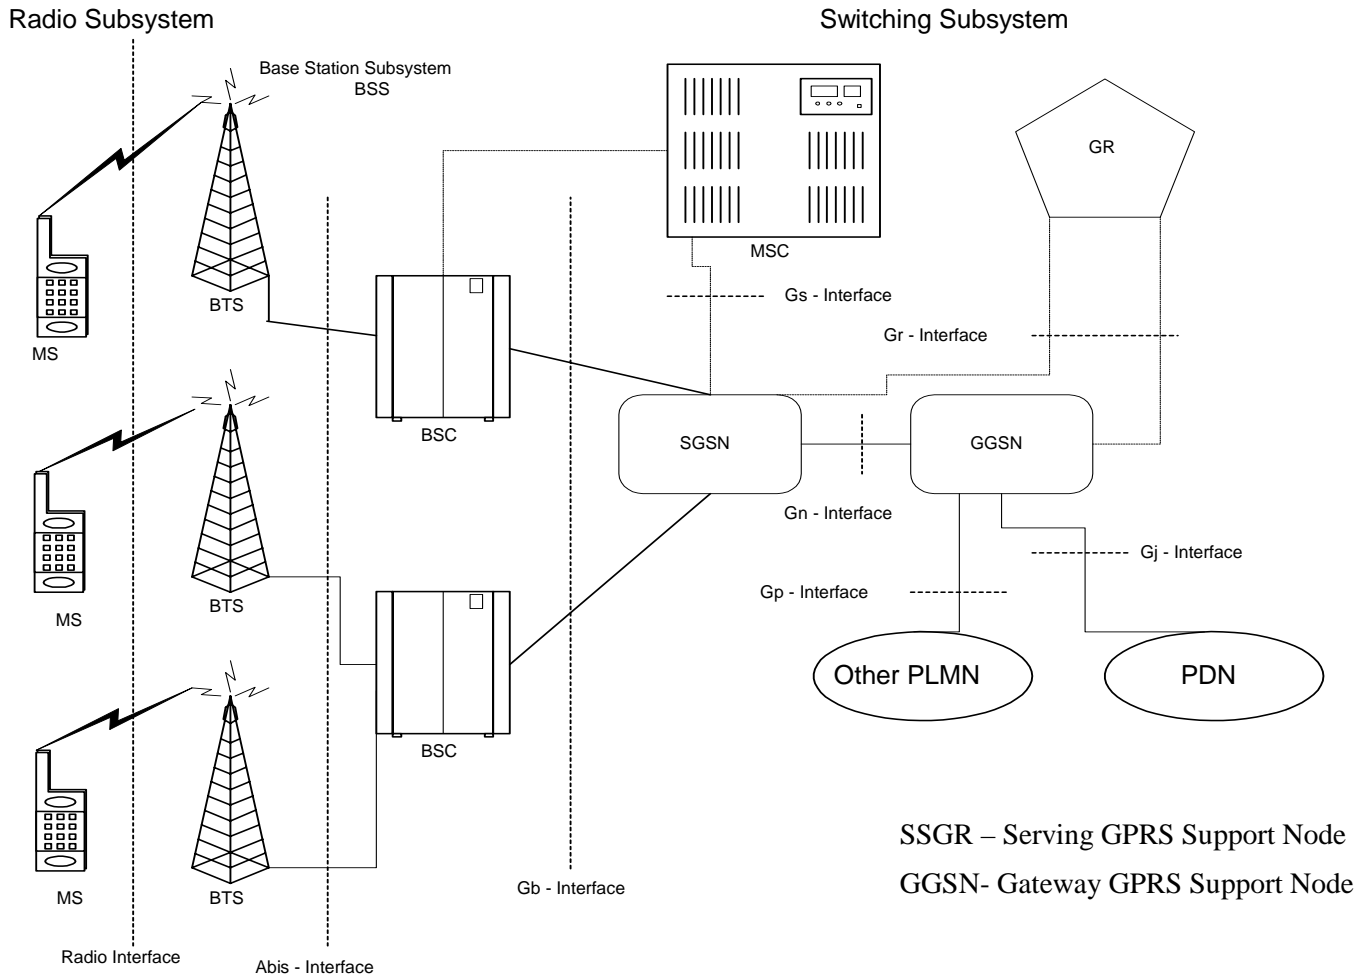 Radio Subsystem
Switching Subsystem
Base Station Subsystem
BSS
GR
MSC
BTS
MS
Gs - Interface
Gr - Interface
BSC
SGSN
GGSN
Gn - Interface
Gj - Interface
Gp - Interface
BTS
MS
Other PLMN
PDN
BSC
SSGR – Serving GPRS Support Node
GGSN- Gateway GPRS Support Node
Gb - Interface
BTS
MS
Radio Interface
Abis - Interface